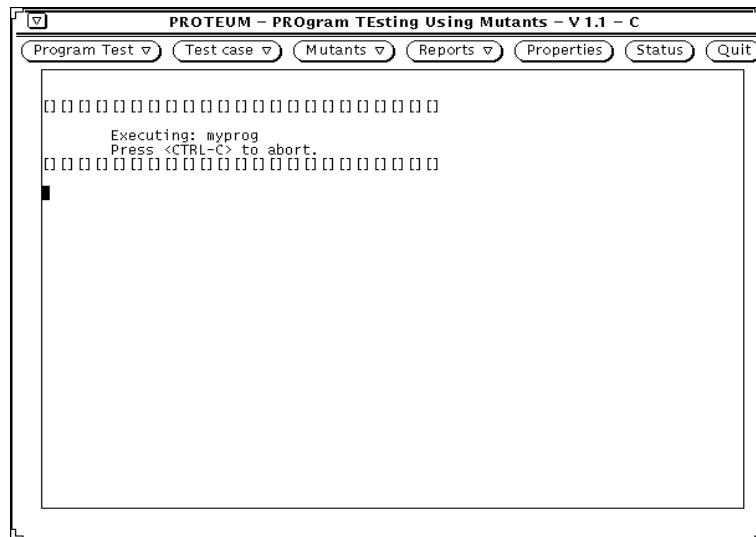 PROTEUM – PROgram TEsting Using Mutants – V 1.1 – C
Program Test ▽ Test case ▽ Mutants ▽ Reports ▽ Properties Status Quit
[] [] [] [] [] [] [] [] [] [] [] [] [] [] [] [] [] [] [] [] [] [] []
Executing: myprog
Press <CTRL-C> to abort.
[] [] [] [] [] [] [] [] [] [] [] [] [] [] [] [] [] [] [] [] [] [] []